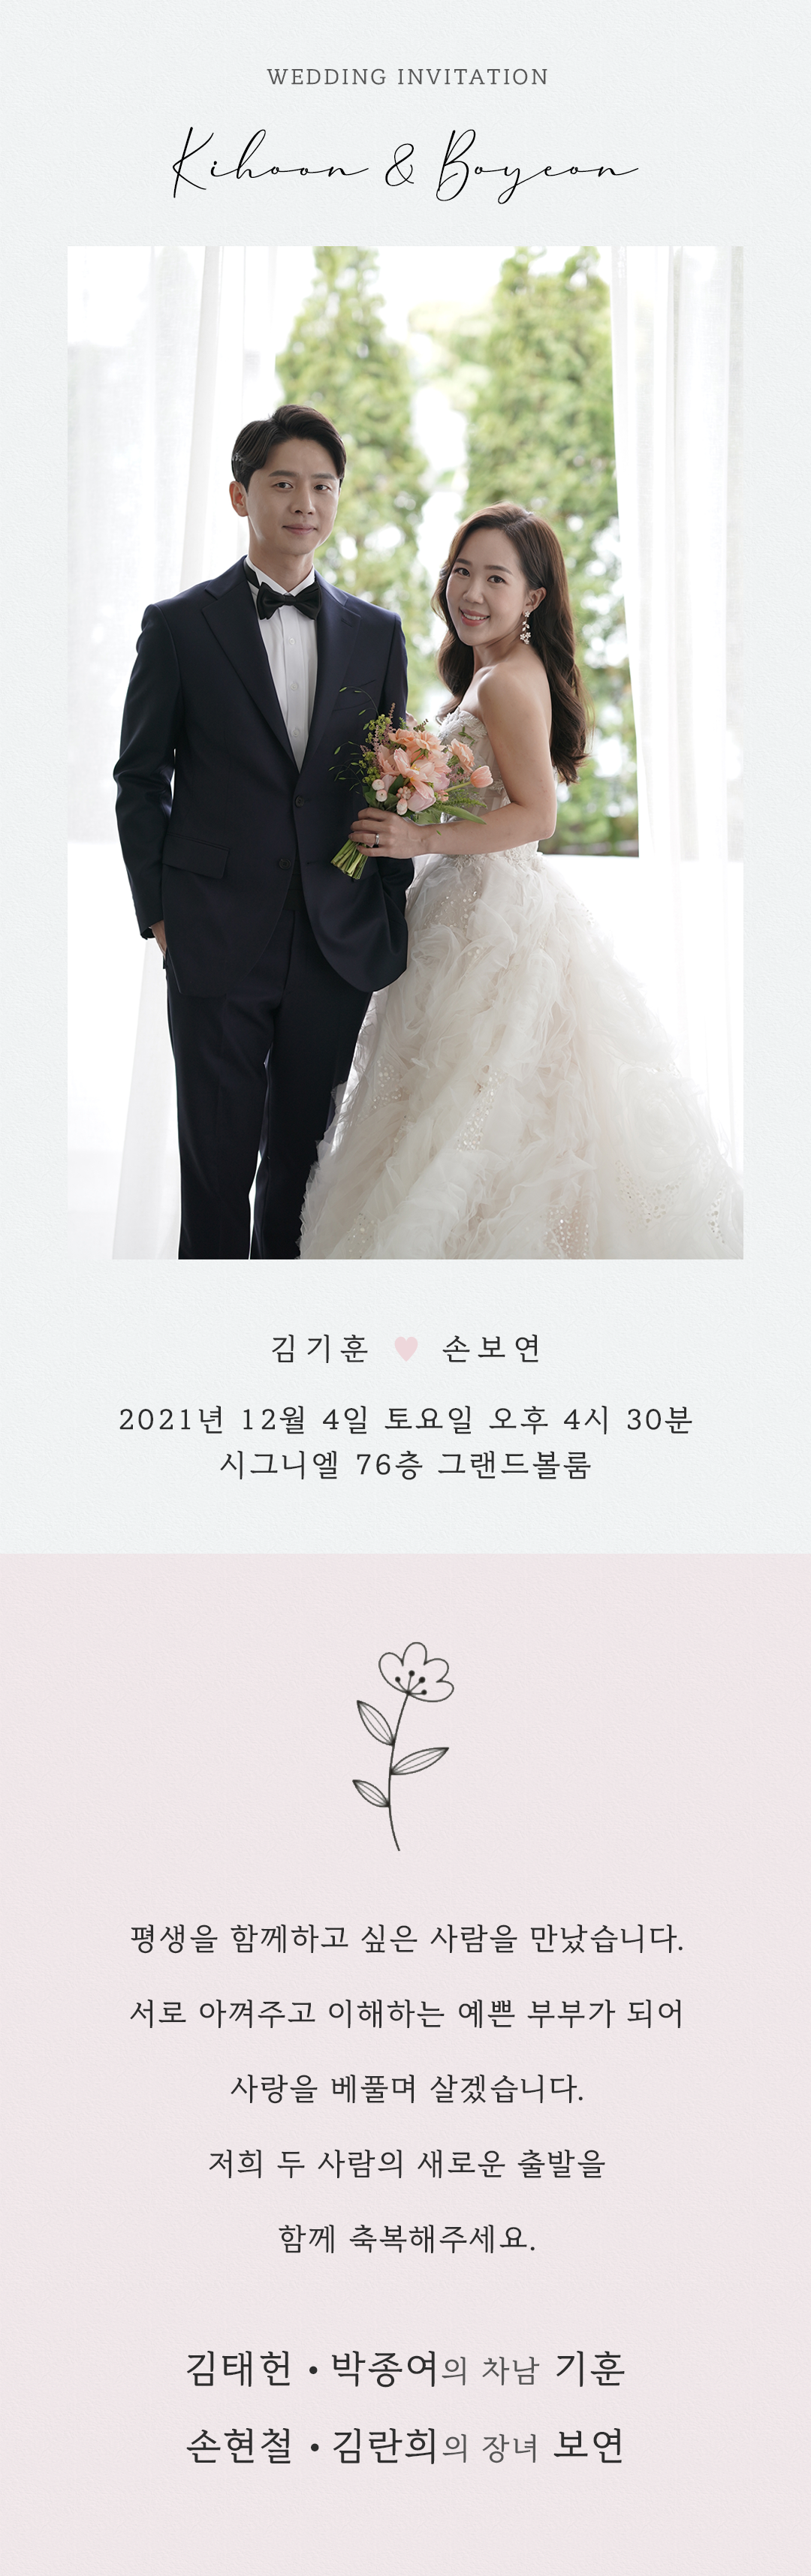 WEDDING INVITATION
Kihoon & Boyeon
김기훈 ♥ 손보연
2021년 12월 4일 토요일 오후 4시 30분
시그니엘 76층 그랜드볼룸
평생을 함께하고 싶은 사람을 만났습니다.
서로 아껴주고 이해하는 예쁜 부부가 되어
사랑을 베풀며 살겠습니다.
저희 두 사람의 새로운 출발을
함께 축복해주세요.
김태헌 • 박종여의 차남 기훈
손현철 • 김란희의 장녀 보연